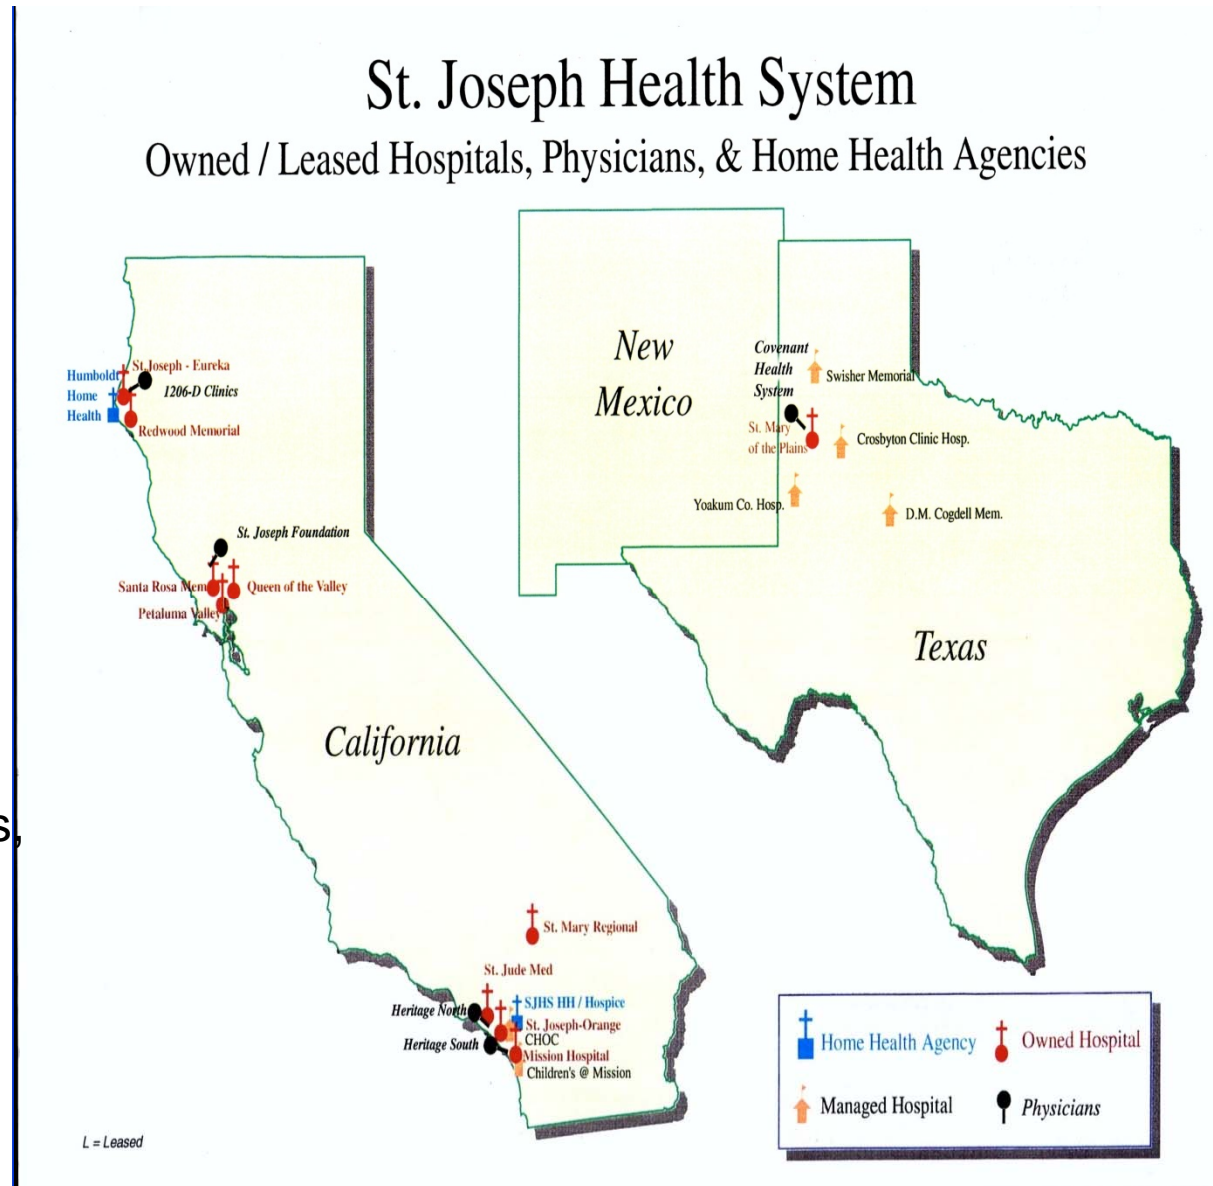 St. Joseph Health System
Owned / Leased Hospitals, Physicians, & Home Health Agencies
St. Joseph - Eureka
Humboldt
Home
Health
1206-D Clinics
Redwood Memorial
St. Joseph Foundation
Santa Rosa Mem
Queen of the Valley
Petaluma Valley
California
St. Mary Regional
St. Jude Med
Heritage North
SJHS HH / Hospice
St. Joseph-Orange
CHOC
Heritage South
Mission Hospital
Children's @ Mission
New
Mexico
Covenant
Health
System
Swisher Memorial
St. Mary
of the Plains
Crosbyton Clinic Hosp.
Yoakum Co. Hosp.
D.M. Cogdell Mem.
Texas
s,
Home Health Agency
Owned Hospital
Managed Hospital
Physicians
L = Leased